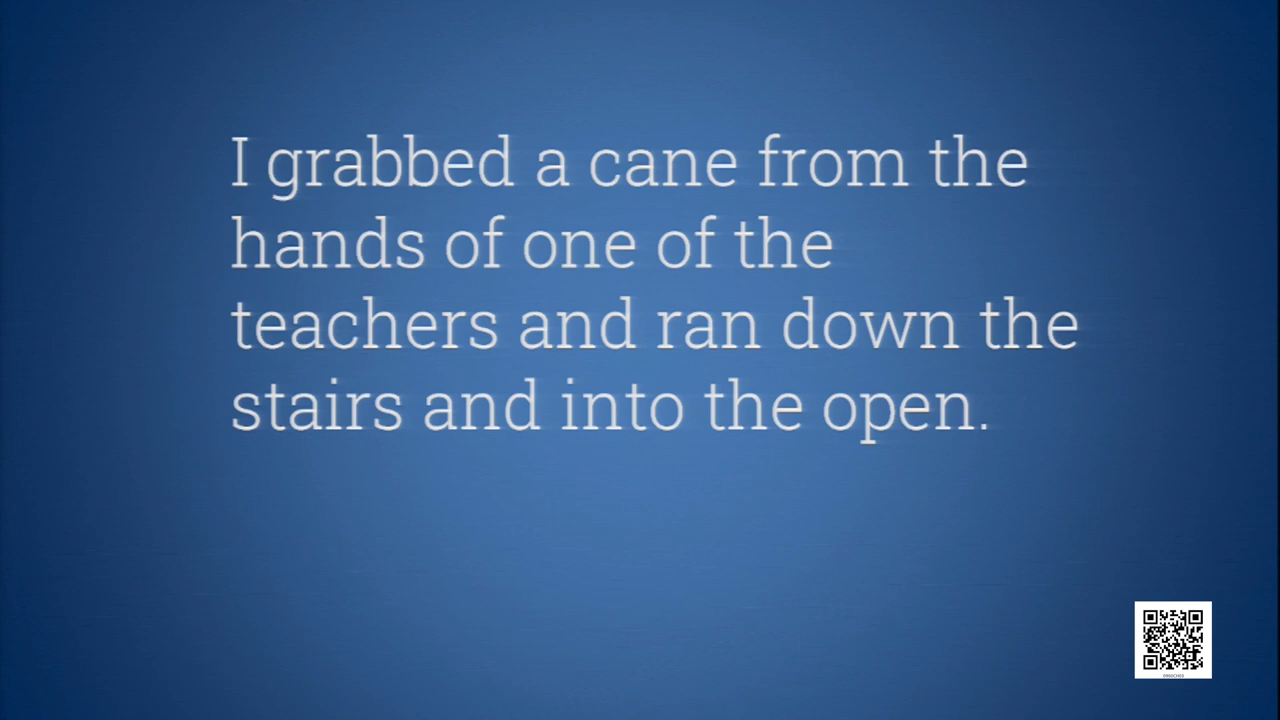 I grabbed a cane from the
hands of one of the
teachers and ran down the
stairs and into the open.